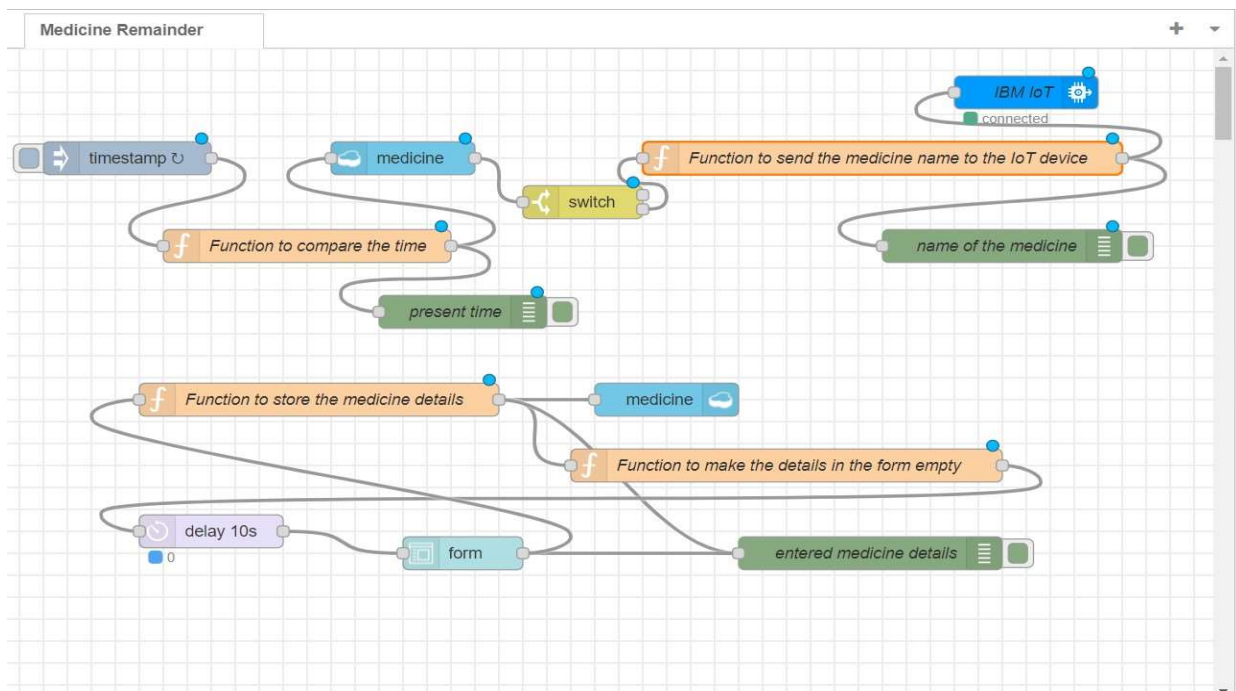 Medicine Remainder
IBM IoT
connected
timestamp ↻
medicine
Function to send the medicine name to the IoT device
switch
Function to compare the time
name of the medicine
present time
Function to store the medicine details
medicine
Function to make the details in the form empty
delay 10s
0
form
entered medicine details